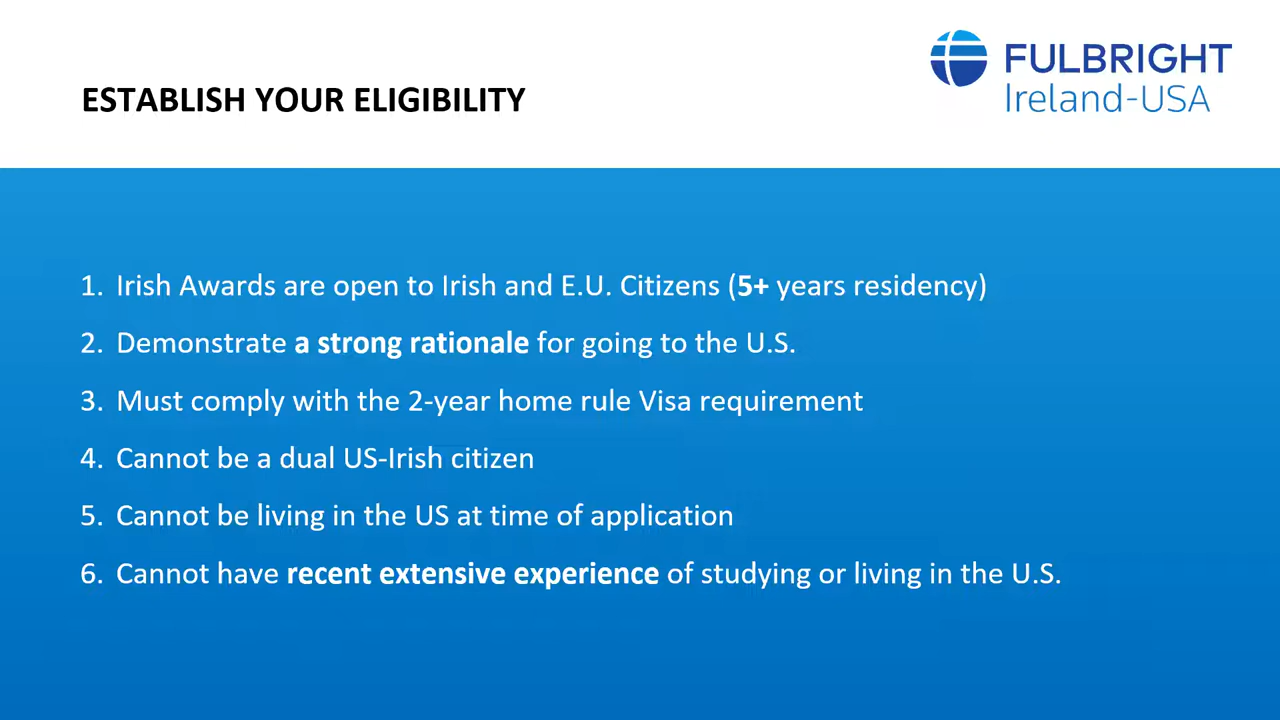 FULBRIGHT
Ireland-USA
ESTABLISH YOUR ELIGIBILITY
1. Irish Awards are open to Irish and E.U. Citizens (5+ years residency)
2. Demonstrate a strong rationale for going to the U.S.
3. Must comply with the 2-year home rule Visa requirement
4. Cannot be a dual US-Irish citizen
5. Cannot be living in the US at time of application
6. Cannot have recent extensive experience of studying or living in the U.S.